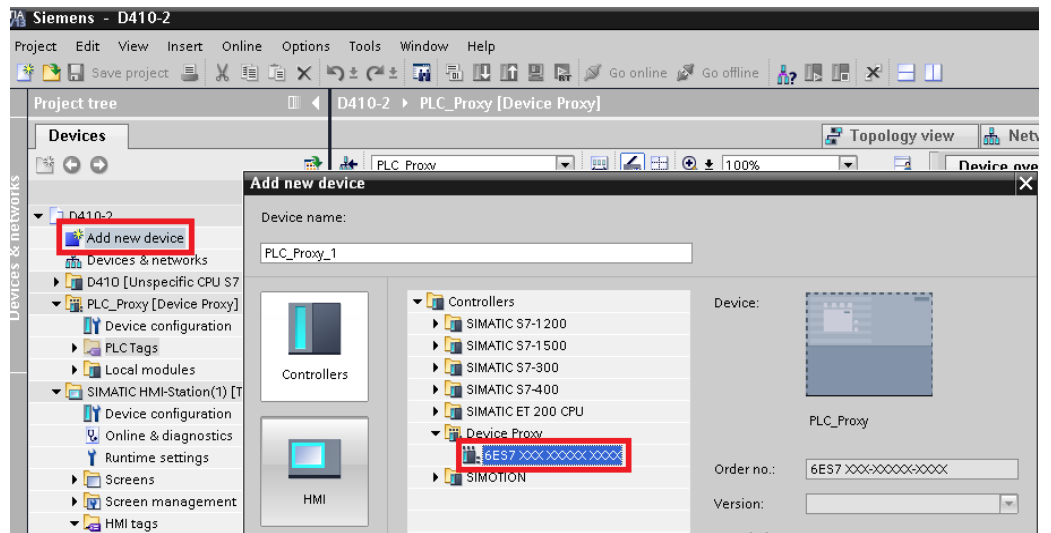 Siemens - D410-2
Project Edit View Insert Online Options Tools Window Help
Save project Go online Go offline
Project tree D410-2 PLC_Proxy [Device Proxy]
Devices
Topology view
PLC_Proxy 100%
Devices & networks
Add new device
Device name:
PLC_Proxy_1
D410-2
Add new device
Devices & networks
D410 [Unspecific CPU S7
PLC_Proxy [Device Proxy]
Device configuration
PLC Tags
Local modules
SIMATIC HMI-Station(1) [T
Device configuration
Online & diagnostics
Runtime settings
Screens
Screen management
HMI tags
Controllers
HMI
Controllers
SIMATIC S7-1200
SIMATIC S7-1500
SIMATIC S7-300
SIMATIC S7-400
SIMATIC ET 200 CPU
Device Proxy
6ES7 XXX XXXXX XXXX
SIMOTION
Device:
PLC_Proxy
Order no.: 6ES7 XXX-XXXXX-XXXX
Version: